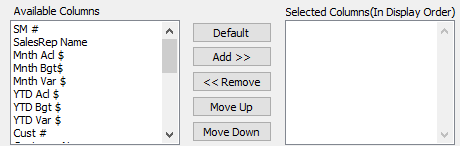 Available Columns
SM #
SalesRep Name
Mnth Acl $
Mnth Bgt$
Mnth Var $
YTD Acl $
YTD Bgt $
YTD Var $
Cust #
Default
Add >>
<< Remove
Move Up
Move Down
Selected Columns(In Display Order)